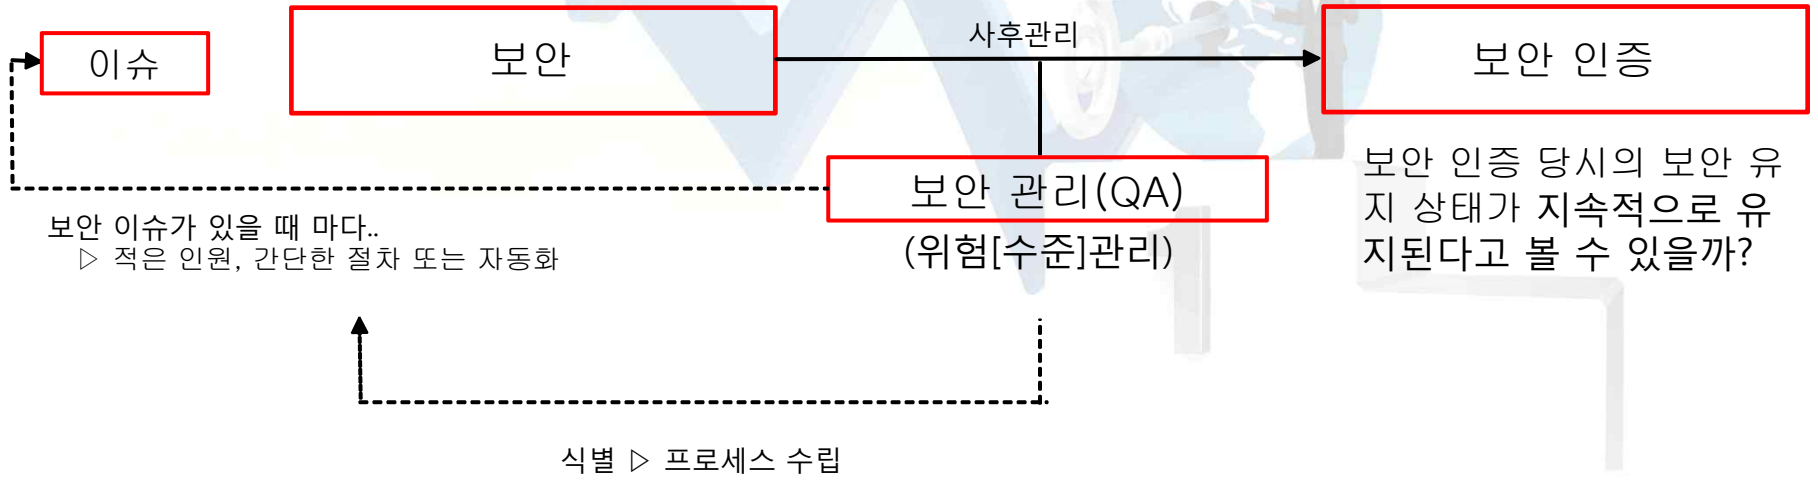 이슈
보안
사후관리
보안 인증
보안 관리(QA)
(위험[수준]관리)
보안 이슈가 있을 때 마다..
▷ 적은 인원, 간단한 절차 또는 자동화
보안 인증 당시의 보안 유
지 상태가 지속적으로 유
지된다고 볼 수 있을까?
식별 ▷ 프로세스 수립